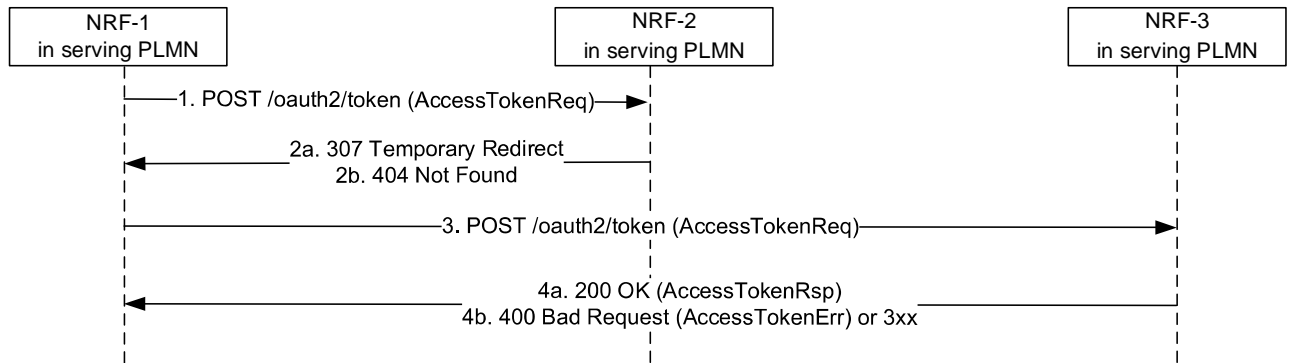 NRF-1
in serving PLMN
NRF-2
in serving PLMN
NRF-3
in serving PLMN
1. POST /oauth2/token (AccessTokenReq)
2a. 307 Temporary Redirect
2b. 404 Not Found
3. POST /oauth2/token (AccessTokenReq)
4a. 200 OK (AccessTokenRsp)
4b. 400 Bad Request (AccessTokenErr) or 3xx